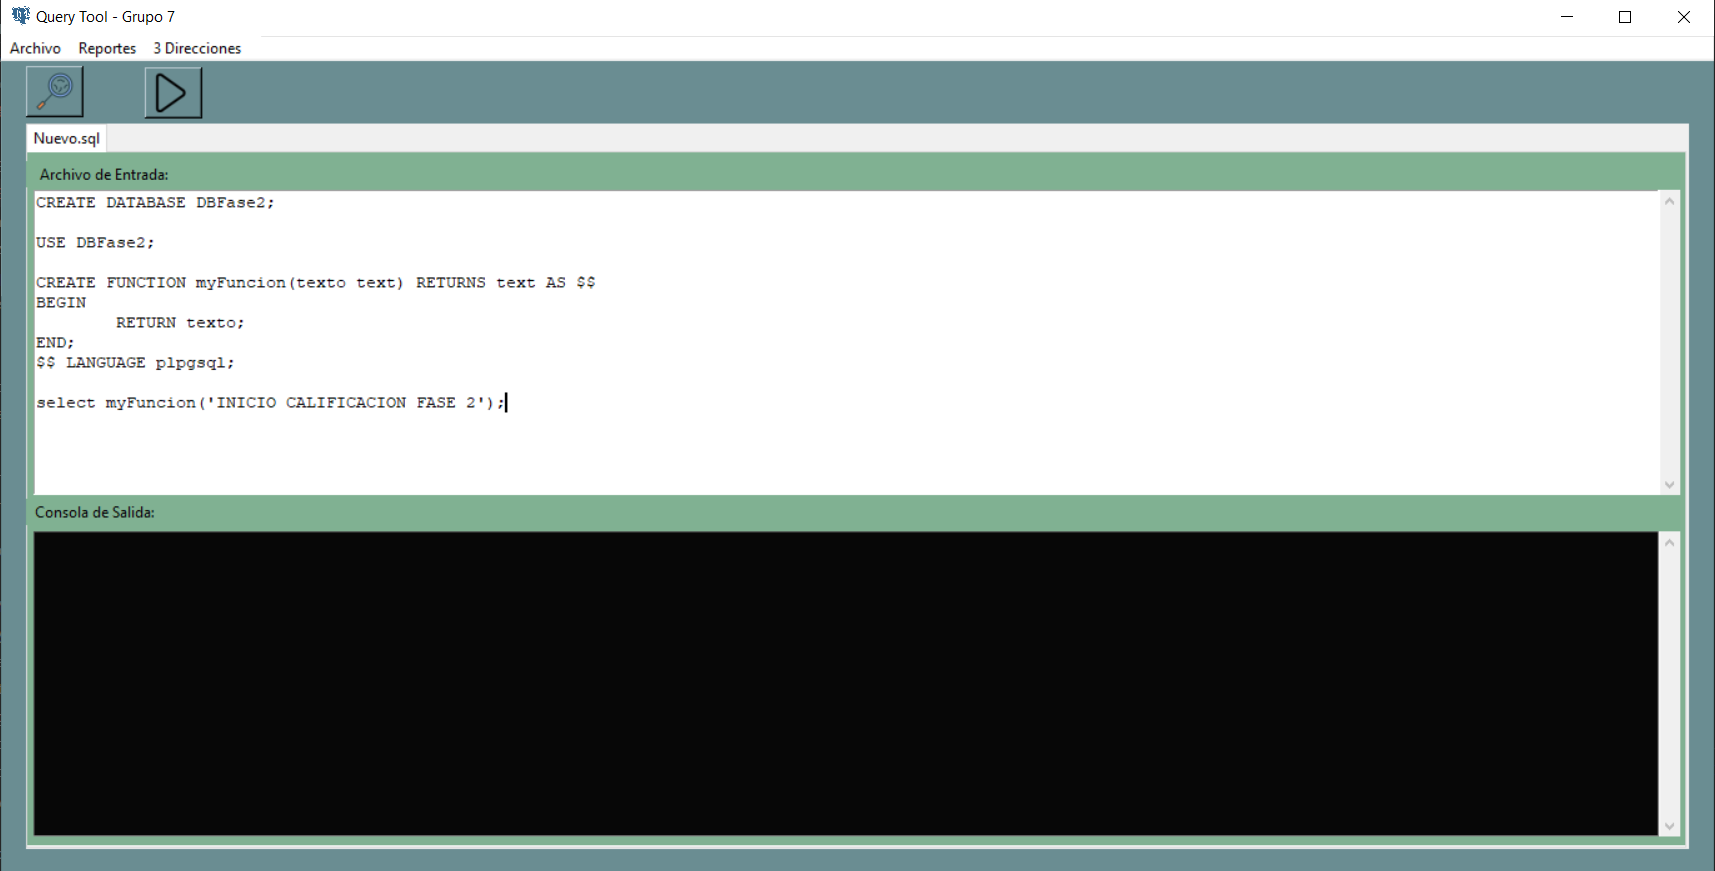 Query Tool - Grupo 7
Archivo Reportes 3 Direcciones
Nuevo.sql
Archivo de Entrada:
CREATE DATABASE DBFase2;
USE DBFase2;
CREATE FUNCTION myFuncion(texto text) RETURNS text AS $$
BEGIN
RETURN texto;
END;
$$ LANGUAGE plpgsql;
select myFuncion('INICIO CALIFICACION FASE 2');
Consola de Salida: